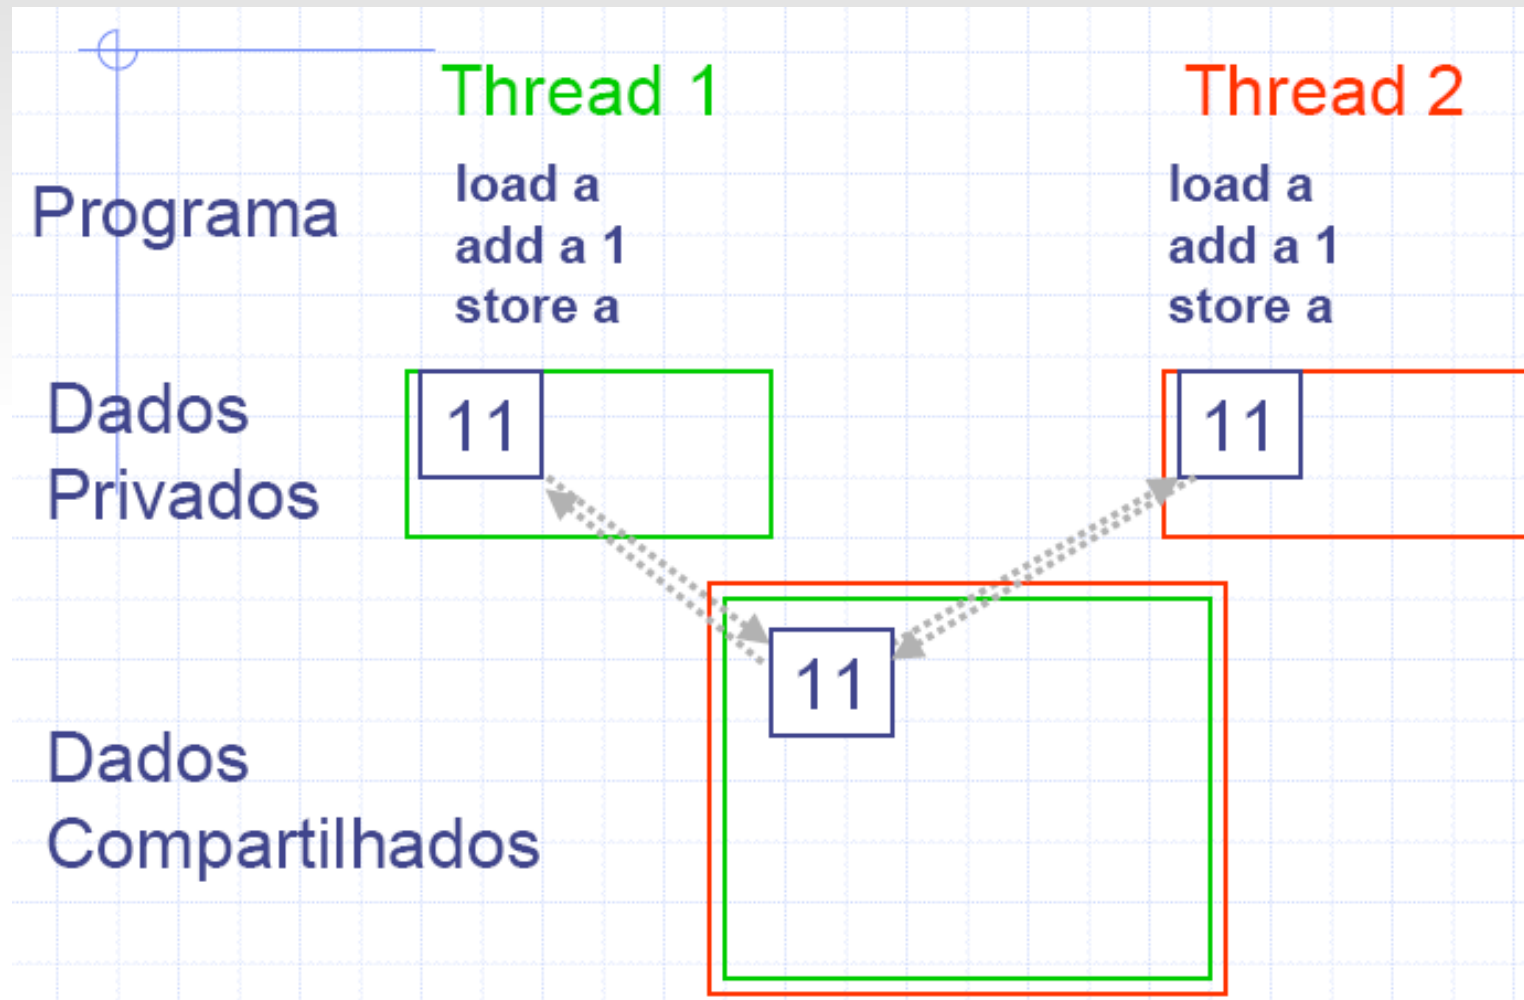 Thread 1
Thread 2
Programa
load a
add a 1
store a
load a
add a 1
store a
Dados
Privados
11
11
Dados
Compartilhados
11